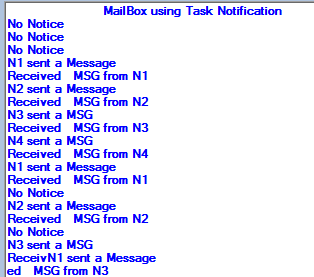 MailBox using Task Notification
No Notice
No Notice
No Notice
N1 sent a Message
Received   MSG from N1
N2 sent a Message
Received   MSG from N2
N3 sent a MSG
Received   MSG from N3
N4 sent a MSG
Received   MSG from N4
N1 sent a Message
Received   MSG from N1
No Notice
N2 sent a Message
Received   MSG from N2
No Notice
N3 sent a MSG
ReceivN1 sent a Message
ed   MSG from N3